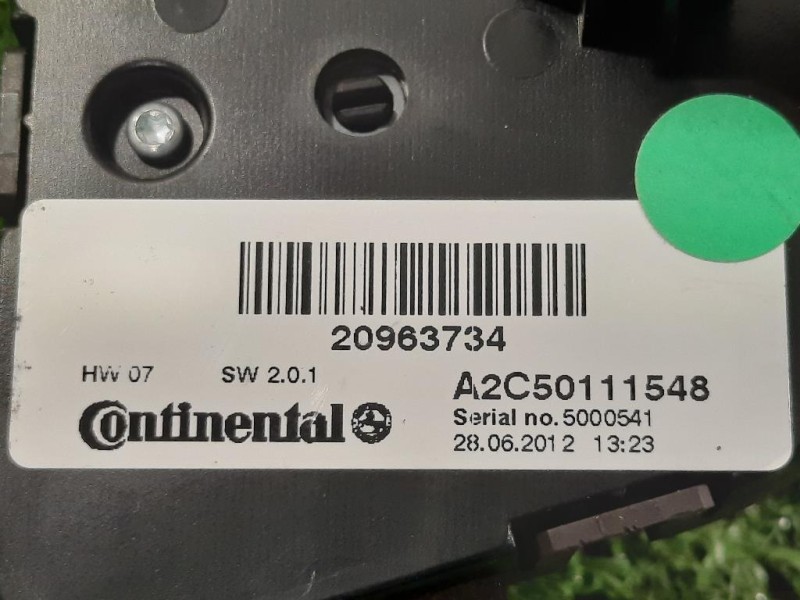 20963734
HW 07 SW 2.0.1
A2C50111548
Continental
Serial no. 5000541
28.06.2012 13:23